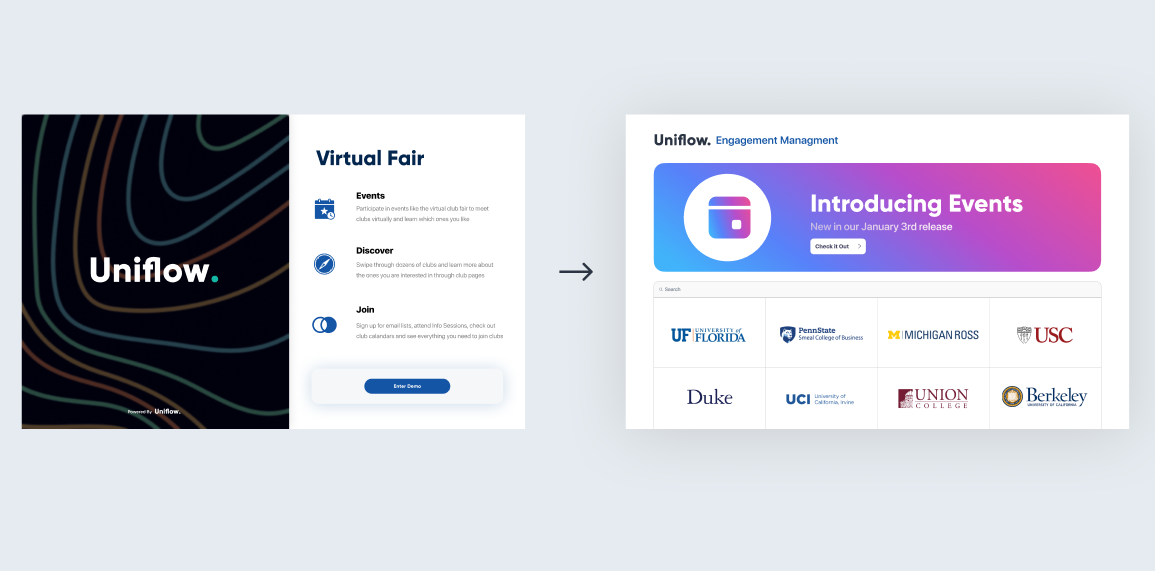 Uniflow.
Powered By Uniflow.
Virtual Fair
Events
Participate in events like the virtual club fair to meet
clubs virtually and learn which ones you like
Discover
Swipe through dozens of clubs and learn more about
the ones you are interested in through club pages
Join
Sign up for email lists, attend Info Sessions, check out
club calandars and see everything you need to join clubs
Enter Demo
Uniflow. Engagement Managment
Introducing Events
New in our January 3rd release
Check it Out
Search
UF UNIVERSITY of
FLORIDA
PennState
Smeal College of Business
M MICHIGAN ROSS
USC
Duke
UCI University of
California, Irvine
UNION
COLLEGE
Berkeley
UNIVERSITY OF CALIFORNIA